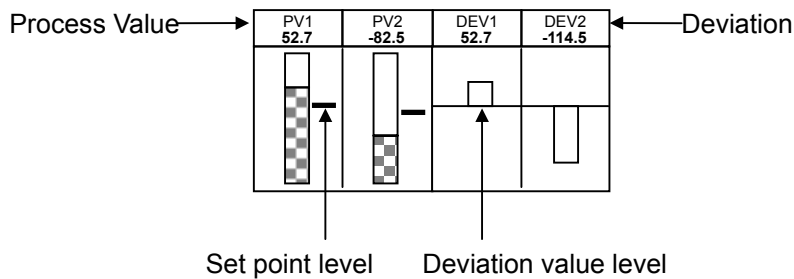 Process Value PV1 PV2 DEV1 DEV2 Deviation
52.7 -82.5 52.7 -114.5
Set point level Deviation value level